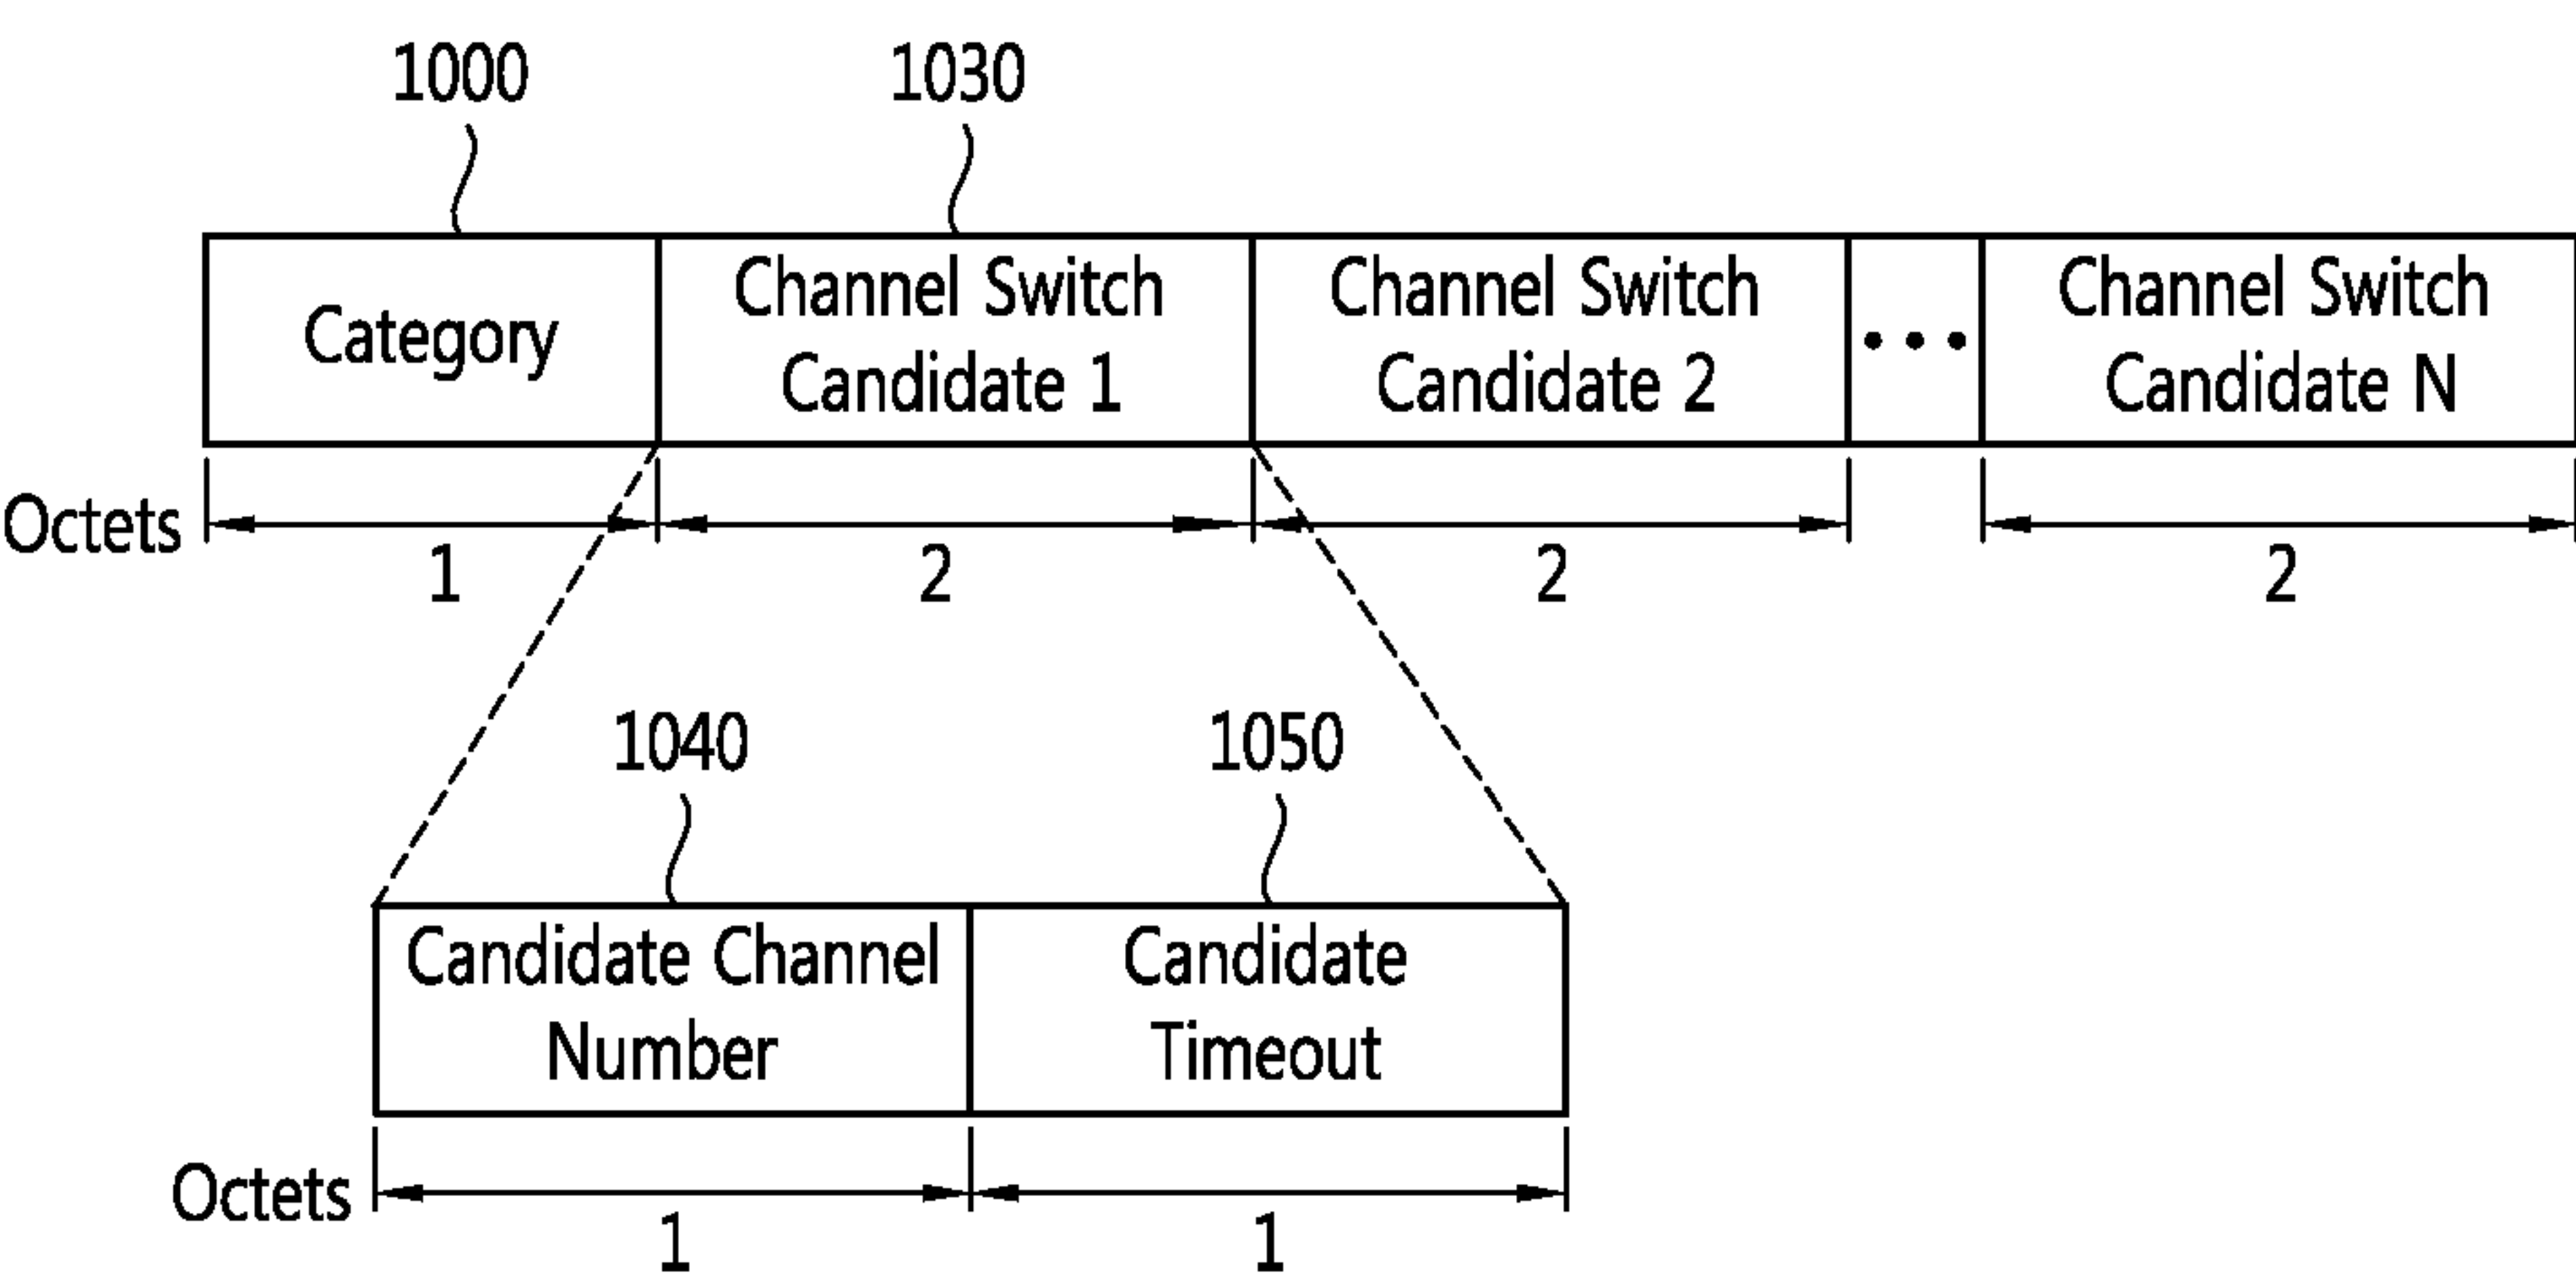 1000
1030
Category
Channel Switch
Candidate 1
Channel Switch
Candidate 2
• • •
Channel Switch
Candidate N
Octets
1
2
2
2
1040
1050
Candidate Channel
Number
Candidate
Timeout
Octets
1
1